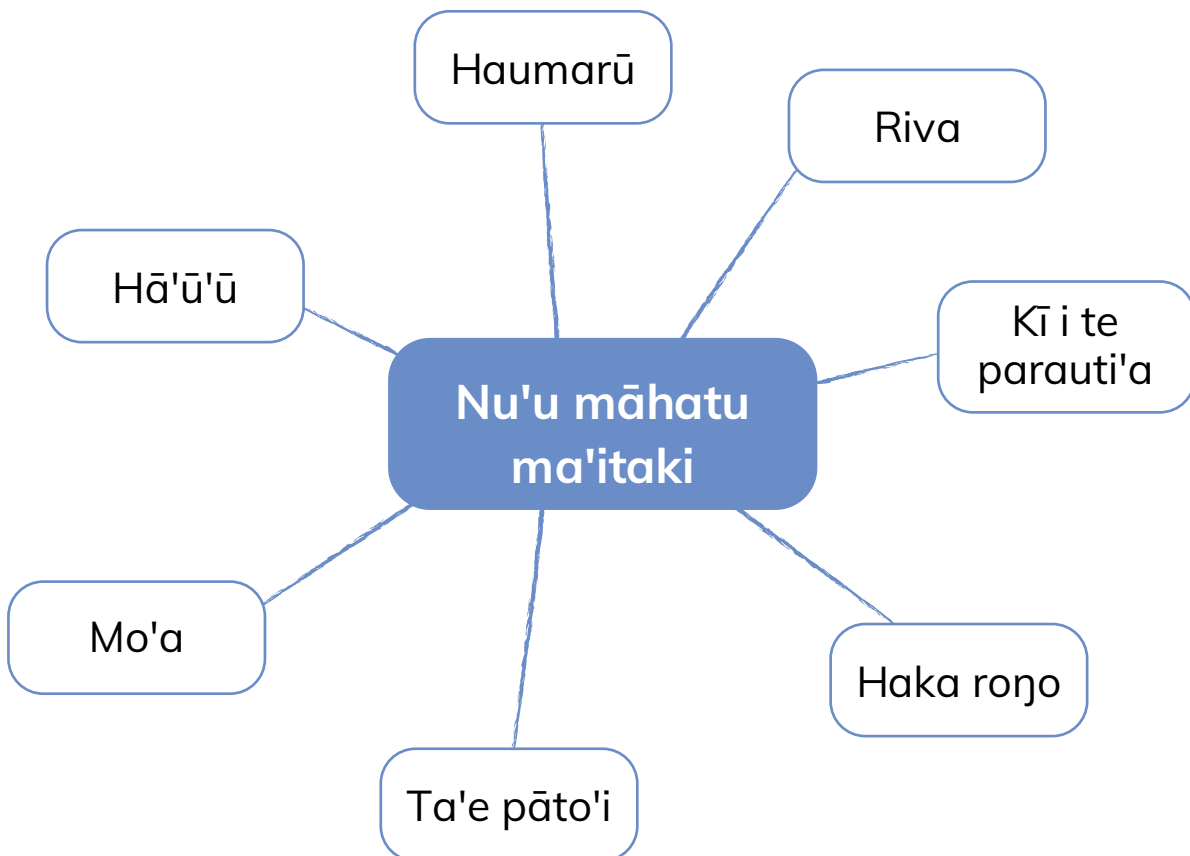 Haumarū
Riva
Hā'ū'ū
Kī i te
parauti'a
Nu'u māhatu
ma'itaki
Mo'a
Haka roŋo
Ta'e pāto'i